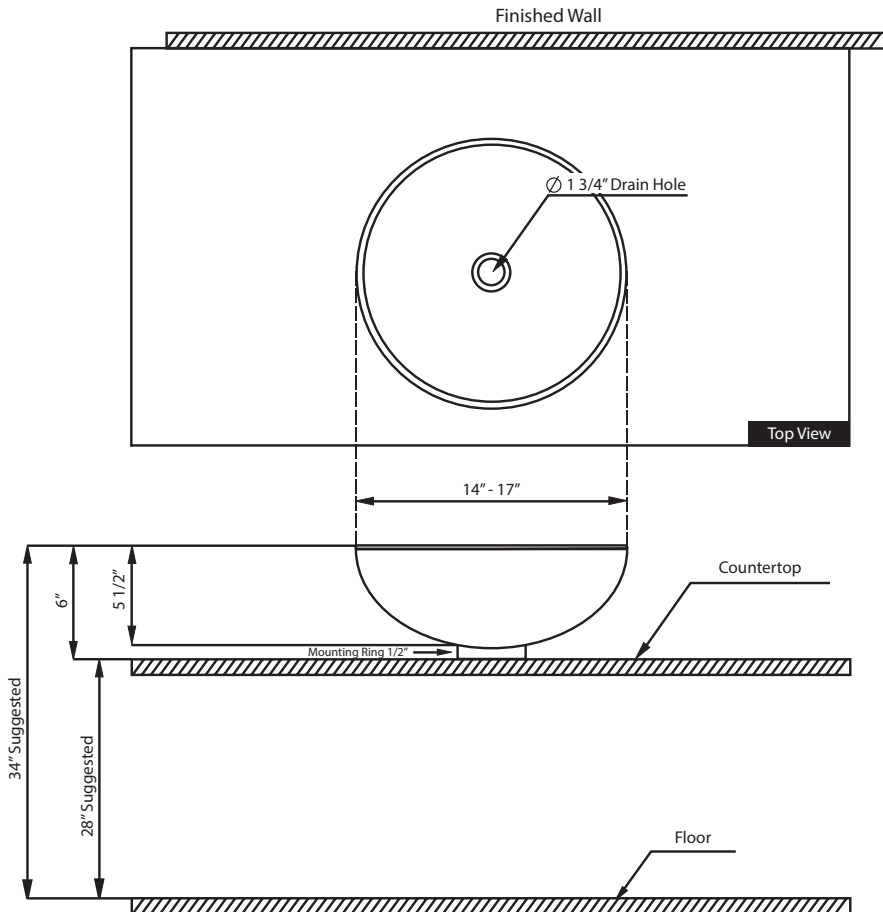 Finished Wall
∅ 1 3/4” Drain Hole
Top View
14” - 17”
Countertop
6”
5 1/2”
Mounting Ring 1/2”
34” Suggested
28” Suggested
Floor